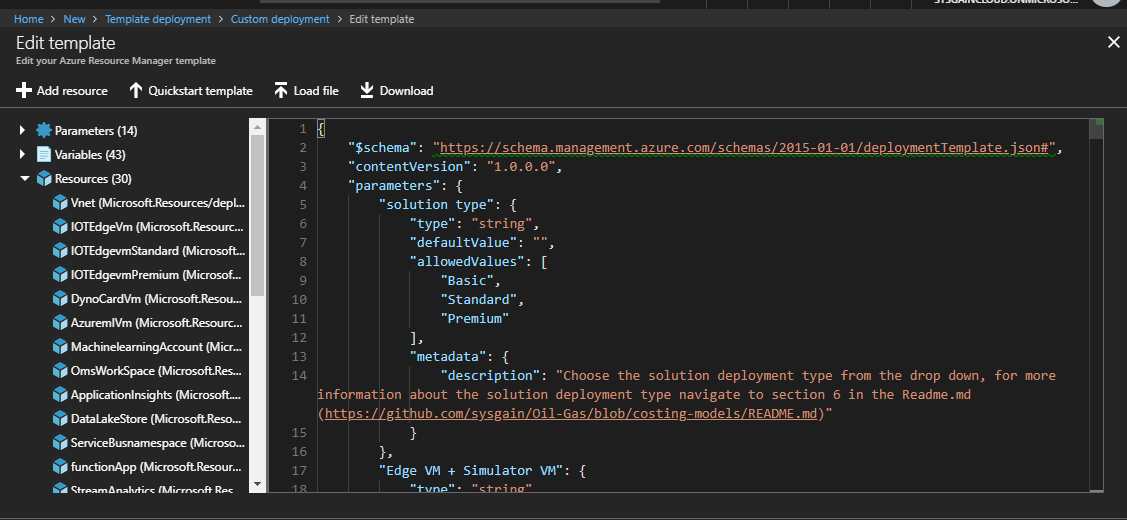 Home > New > Template deployment > Custom deployment > Edit template
Edit template
Edit your Azure Resource Manager template
Add resource Quickstart template Load file Download
Parameters (14)
Variables (43)
Resources (30)
Vnet (Microsoft.Resources/depl...
IOTEdgeVm (Microsoft.Resourc...
IOTEdgevmStandard (Microsoft...
IOTEdgevmPremium (Microsof...
DynoCardVm (Microsoft.Resou...
AzuremlVm (Microsoft.Resourc...
MachinelearningAccount (Micr...
OmsWorkSpace (Microsoft.Res...
ApplicationInsights (Microsoft....
DataLakeStore (Microsoft.Reso...
ServiceBusnamespace (Microso...
functionApp (Microsoft.Resour...
StreamAnalytics (Microsoft.Res
1 {
2 "$schema": "https://schema.management.azure.com/schemas/2015-01-01/deploymentTemplate.json#",
3 "contentVersion": "1.0.0.0",
4 "parameters": {
5 "solution type": {
6 "type": "string",
7 "defaultValue": "",
8 "allowedValues": [
9 "Basic",
10 "Standard",
11 "Premium"
12 ],
13 "metadata": {
14 "description": "Choose the solution deployment type from the drop down, for more
information about the solution deployment type navigate to section 6 in the Readme.md
(https://github.com/sysgain/Oil-Gas/blob/costing-models/README.md)"
15 }
16 },
17 "Edge VM + Simulator VM": {
18 "type": "string"